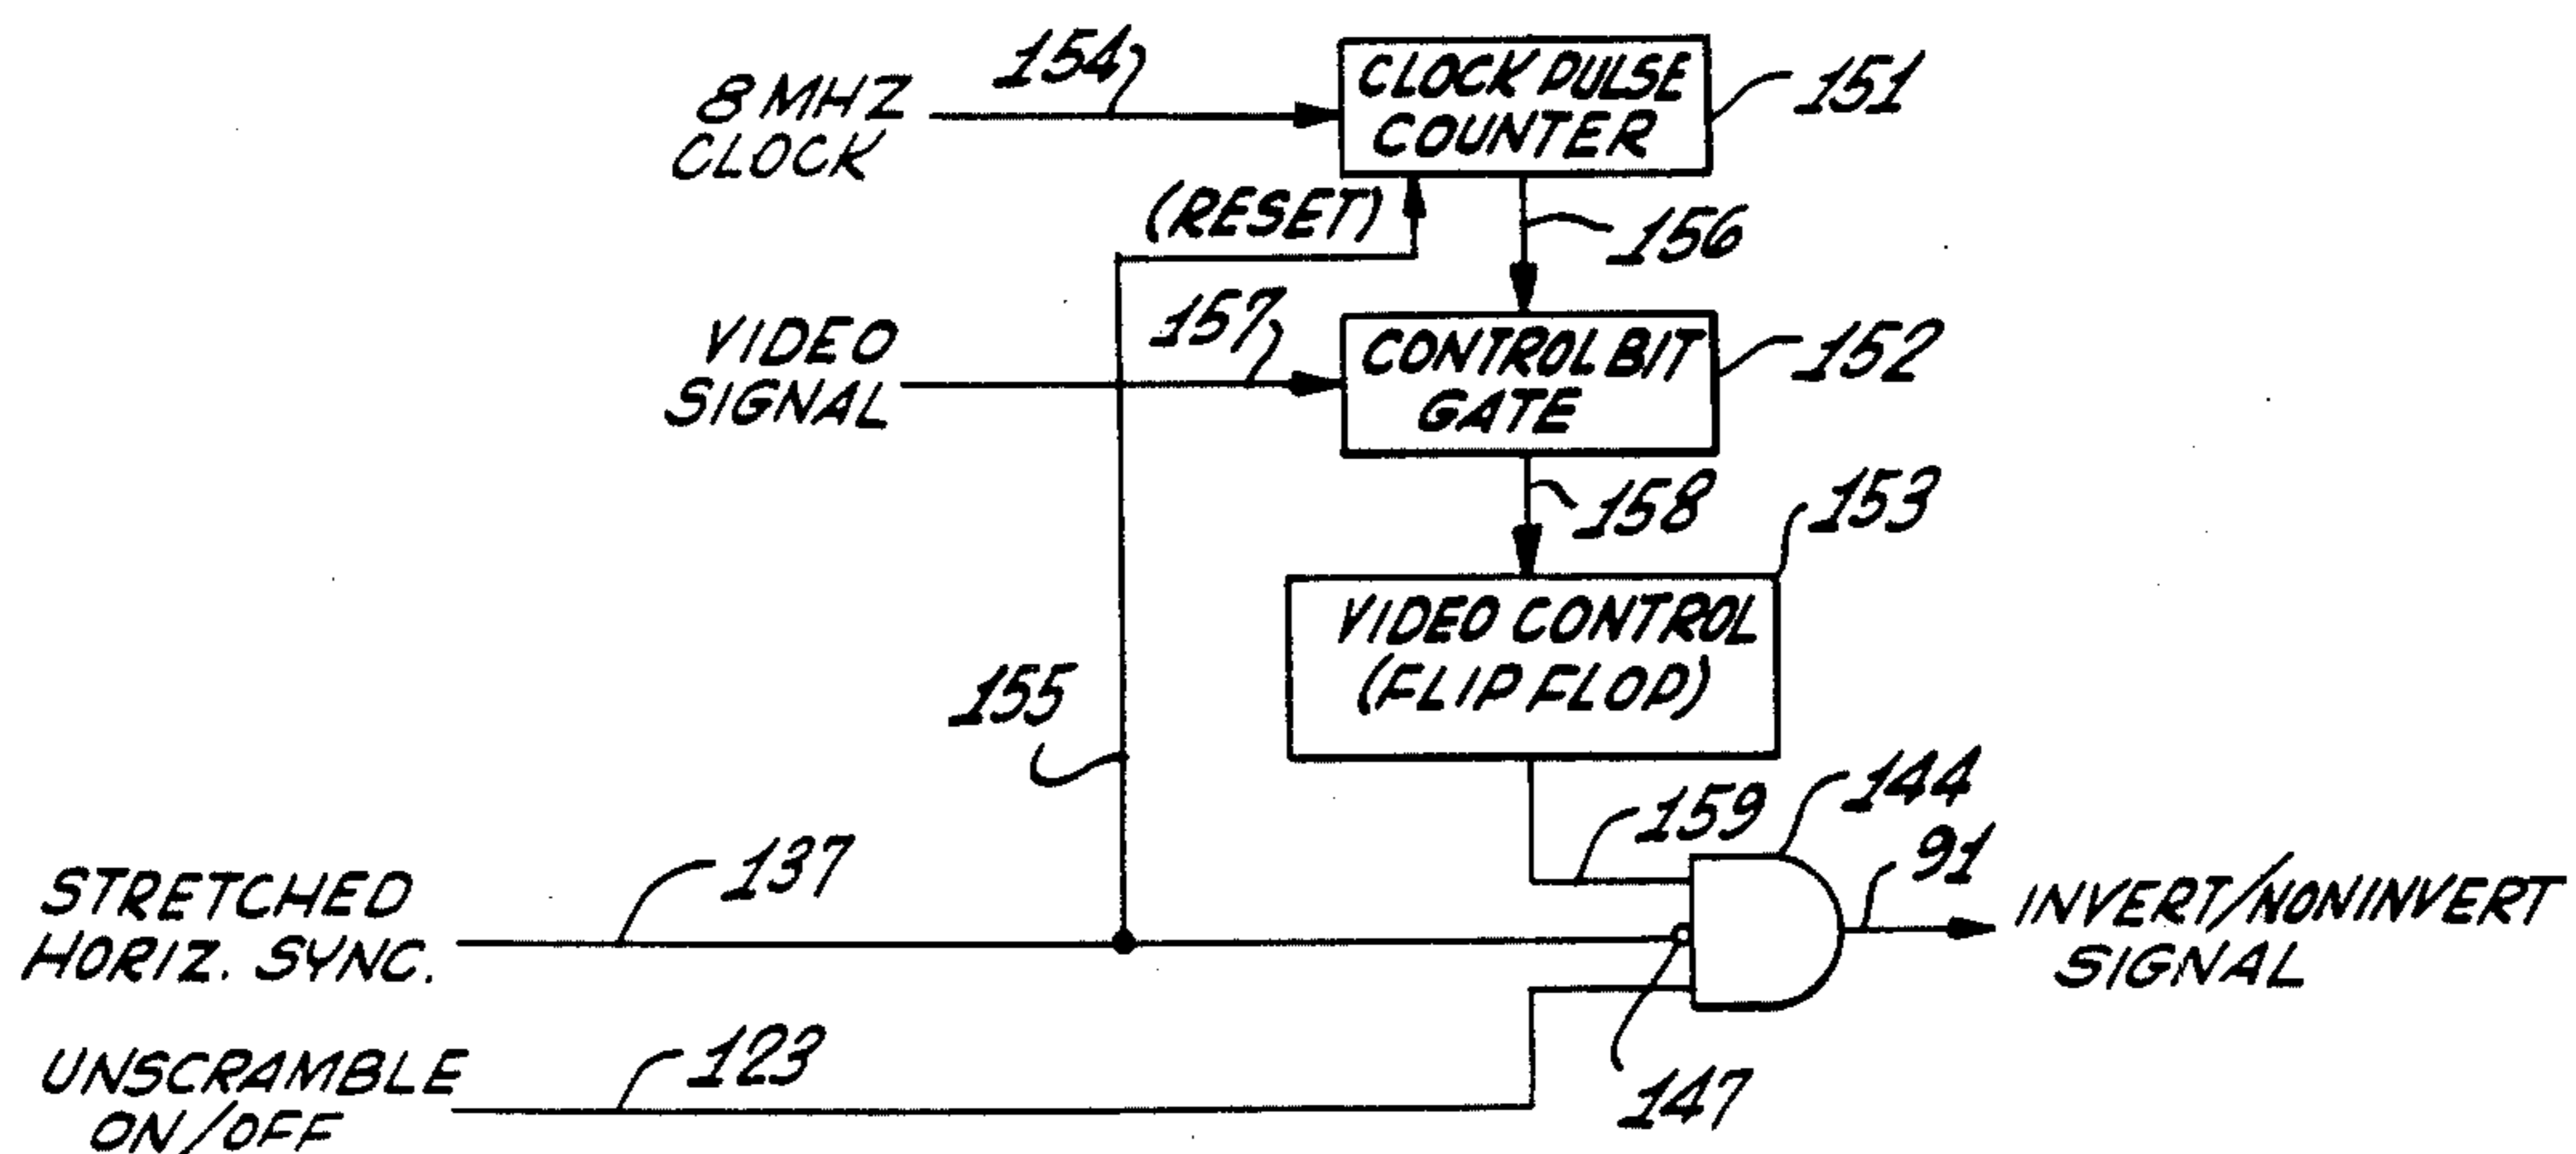 8 MHZ
CLOCK
154
CLOCK PULSE
COUNTER
151
(RESET)
156
VIDEO
SIGNAL
157
CONTROL BIT
GATE
152
158
153
VIDEO CONTROL
(FLIP FLOP)
155
159
144
91
INVERT/NONINVERT
SIGNAL
STRETCHED
HORIZ. SYNC.
137
147
UNSCRAMBLE
ON/OFF
123